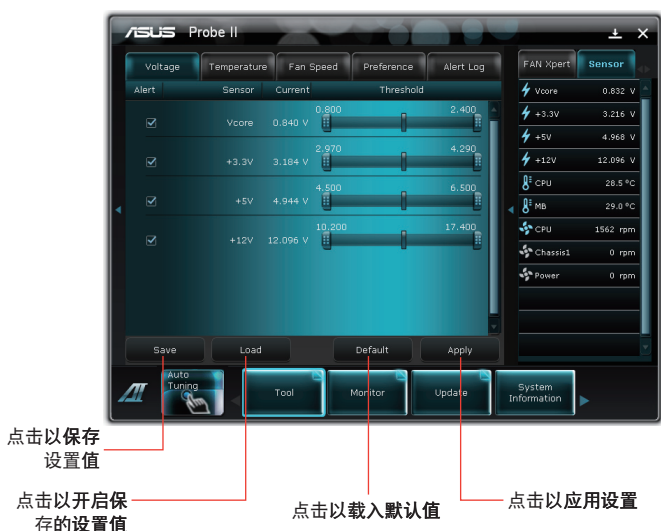 ASUS Probe II
Voltage Temperature Fan Speed Preference Alert Log
Alert Sensor Current Threshold
Vcore 0.840 V 0.800 2.400
+3.3V 3.184 V 2.970 4.290
+5V 4.944 V 4.500 6.500
+12V 12.096 V 10.200 17.400
Save Load Default Apply
FAN Xpert Sensor
Vcore 0.832 V
+3.3V 3.216 V
+5V 4.968 V
+12V 12.096 V
CPU 28.5 °C
MB 29.0 °C
CPU 1562 rpm
Chassis1 0 rpm
Power 0 rpm
Auto
Tuning
Tool Monitor Update
System
Information
点击以保存
设置值
点击以开启保
存的设置值
点击以载入默认值
点击以应用设置